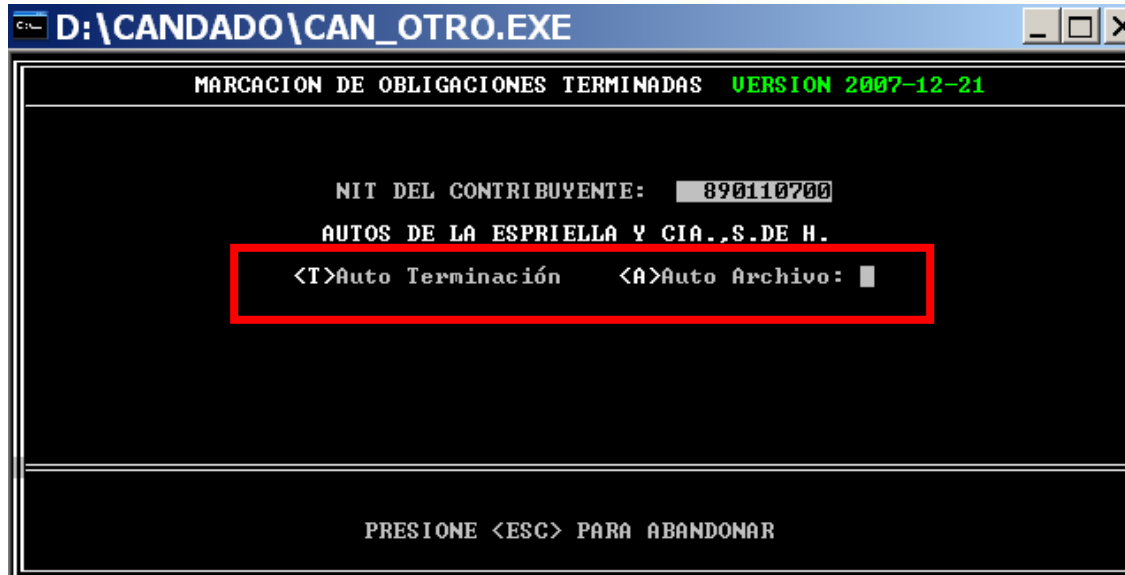 D:\CANDADO\CAN_OTRO.EXE
MARCACION DE OBLIGACIONES TERMINADAS VERSION 2007-12-21
NIT DEL CONTRIBUYENTE: 890110700
AUTOS DE LA ESPRIELLA Y CIA.,S.DE H.
<T>Auto Terminación <A>Auto Archivo:
PRESIONE <ESC> PARA ABANDONAR